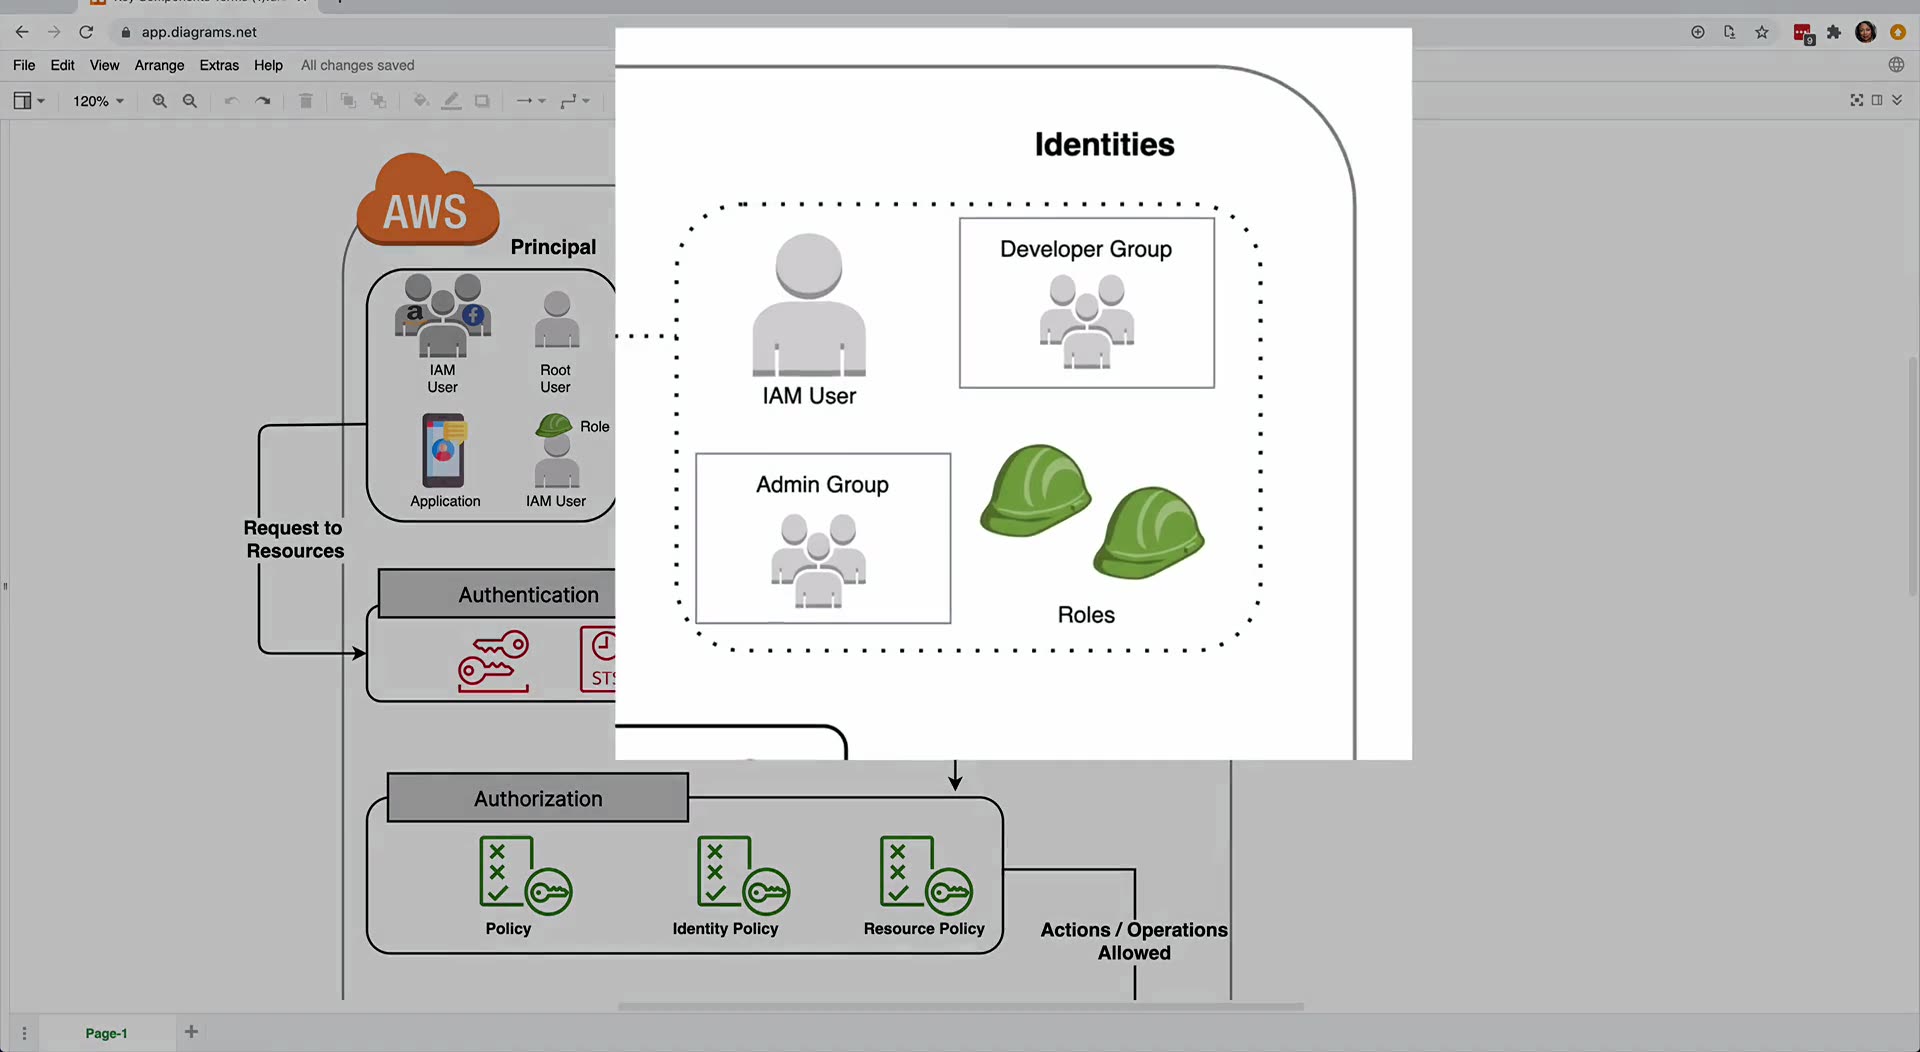 app.diagrams.net
9
File Edit View Arrange Extras Help All changes saved
120%
AWS
Principal
a f
IAM
User
Root
User
Role
Application
IAM User
Request to
Resources
Authentication
STS
Identities
IAM User
Developer Group
Admin Group
Roles
Authorization
Policy
Identity Policy
Resource Policy
Actions / Operations
Allowed
Page-1